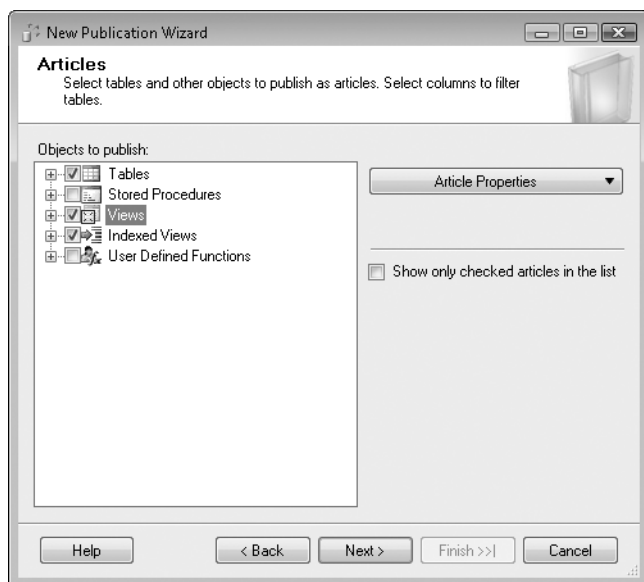 New Publication Wizard
Articles
Select tables and other objects to publish as articles. Select columns to filter
tables.
Objects to publish:
Tables
Stored Procedures
Views
Indexed Views
User Defined Functions
Article Properties
Show only checked articles in the list
Help
< Back
Next >
Finish >>|
Cancel